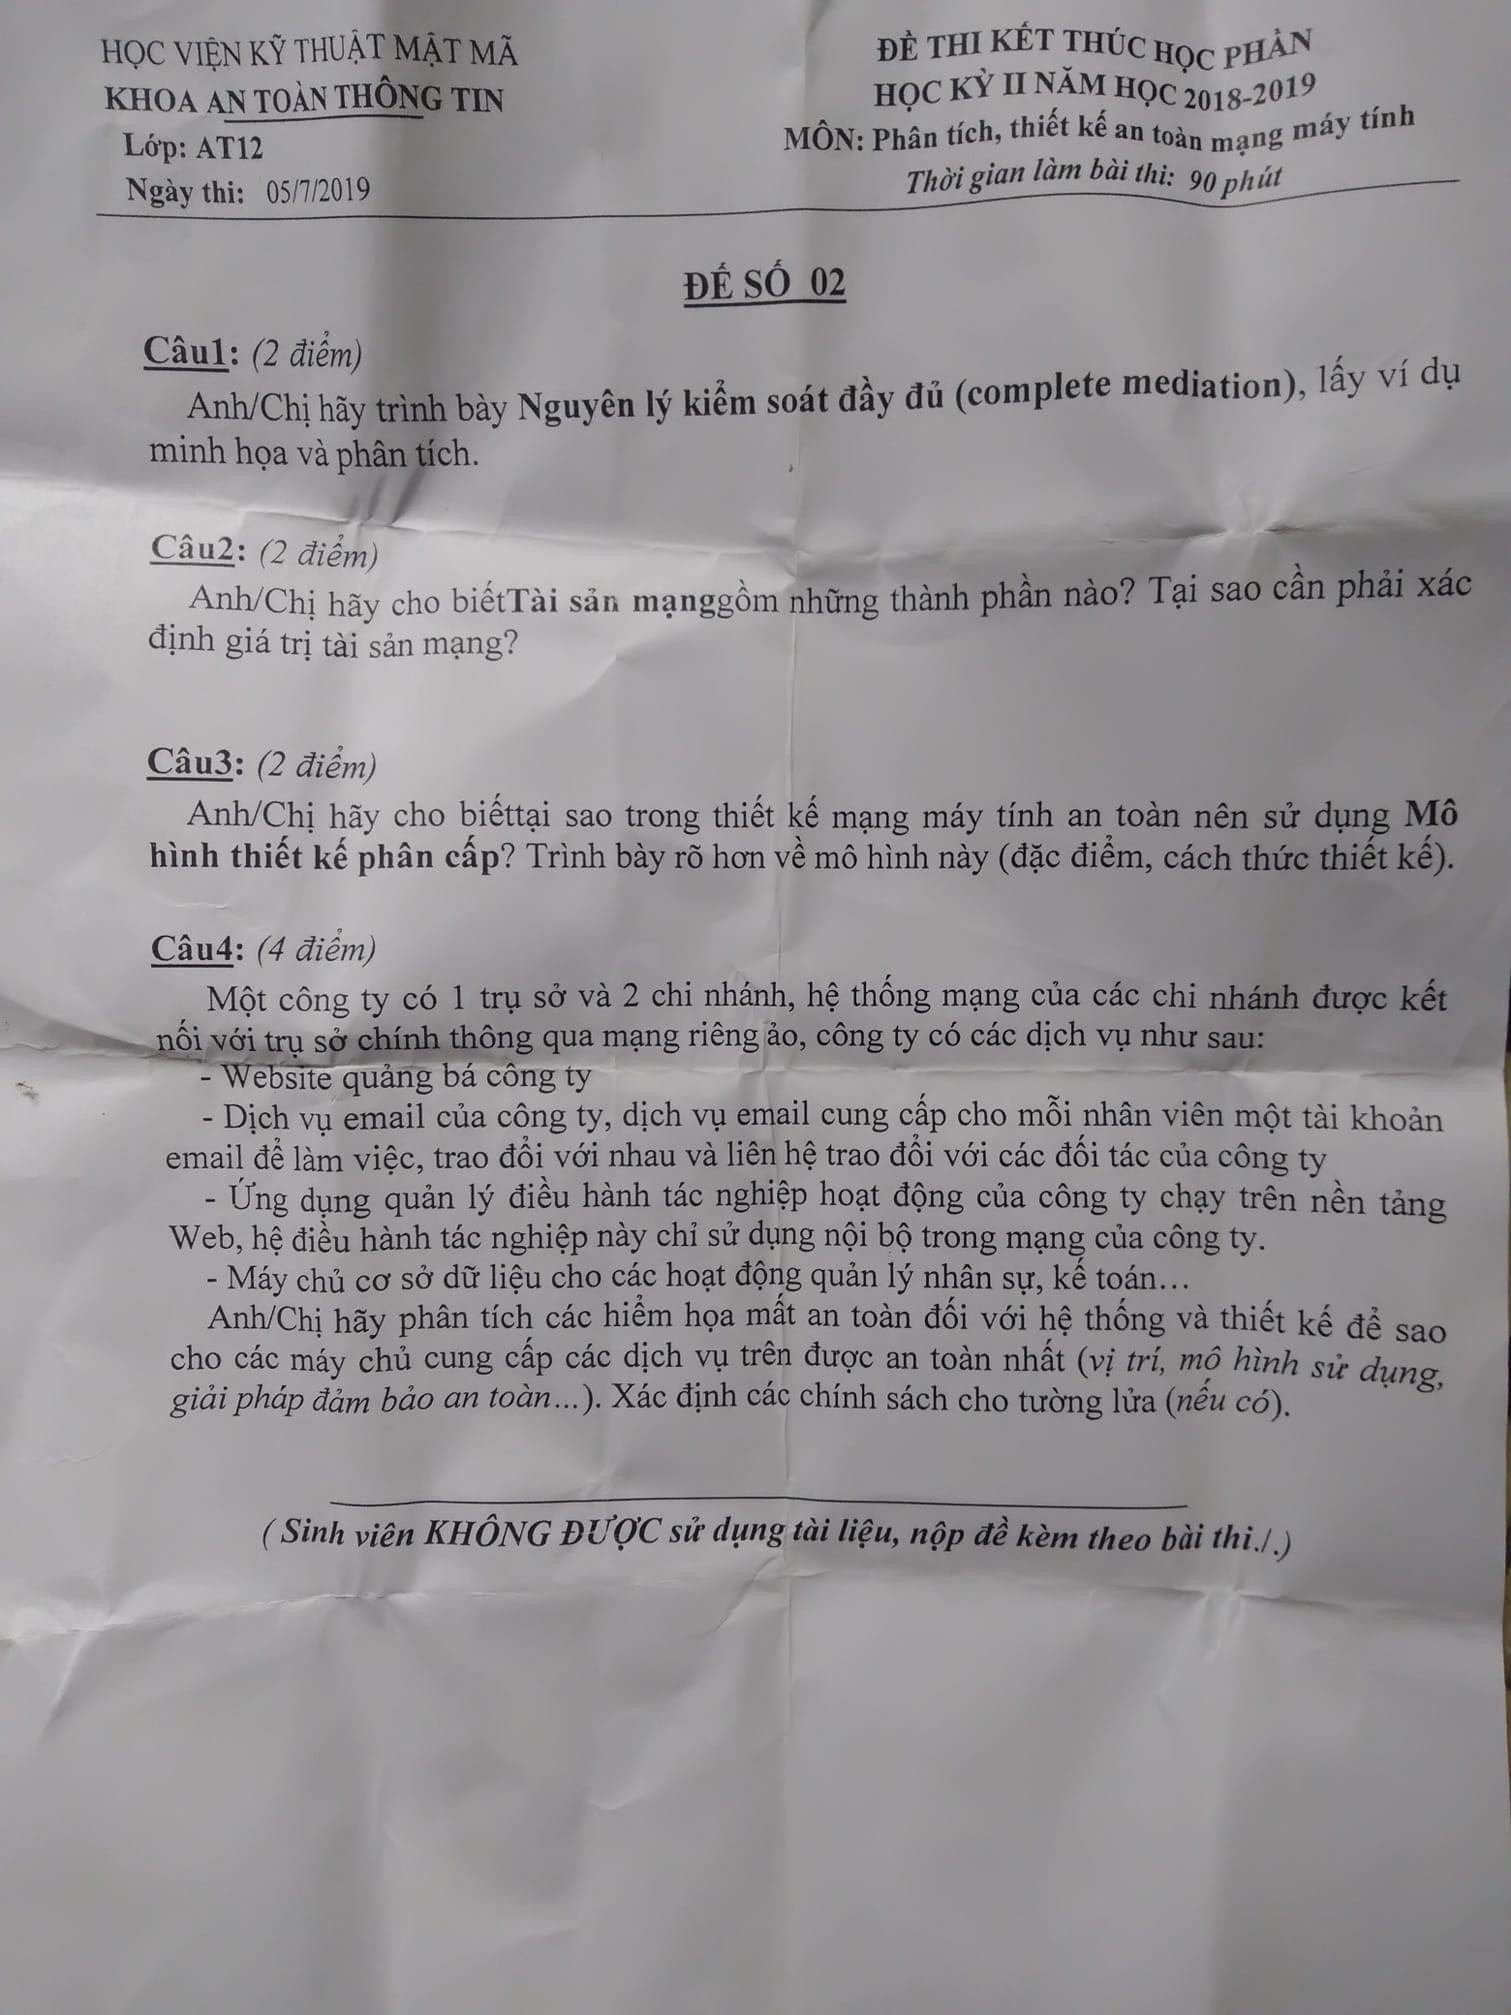 HỌC VIỆN KỸ THUẬT MẬT MÃ
KHOA AN TOÀN THÔNG TIN
Lớp: AT12
Ngày thi: 05/7/2019
ĐỀ THI KẾT THÚC HỌC PHẦN
HỌC KỲ II NĂM HỌC 2018-2019
MÔN: Phân tích, thiết kế an toàn mạng máy tính
Thời gian làm bài thi: 90 phút
ĐẾ SỐ 02
Câu1: (2 điểm)
Anh/Chị hãy trình bày Nguyên lý kiểm soát đầy đủ (complete mediation), lấy ví dụ
minh họa và phân tích.
Câu2: (2 điểm)
Anh/Chị hãy cho biếtTài sản mạnggồm những thành phần nào? Tại sao cần phải xác
định giá trị tài sản mạng?
Câu3: (2 điểm)
Anh/Chị hãy cho biếttại sao trong thiết kế mạng máy tính an toàn nên sử dụng Mô
hình thiết kế phân cấp? Trình bày rõ hơn về mô hình này (đặc điểm, cách thức thiết kế).
Câu4: (4 điểm)
Một công ty có 1 trụ sở và 2 chi nhánh, hệ thống mạng của các chi nhánh được kết
nối với trụ sở chính thông qua mạng riêng ảo, công ty có các dịch vụ như sau:
- Website quảng bá công ty
- Dịch vụ email của công ty, dịch vụ email cung cấp cho mỗi nhân viên một tài khoản
email để làm việc, trao đổi với nhau và liên hệ trao đổi với các đối tác của công ty
- Ứng dụng quản lý điều hành tác nghiệp hoạt động của công ty chạy trên nền tảng
Web, hệ điều hành tác nghiệp này chỉ sử dụng nội bộ trong mạng của công ty.
- Máy chủ cơ sở dữ liệu cho các hoạt động quản lý nhân sự, kế toán…
Anh/Chị hãy phân tích các hiểm họa mất an toàn đối với hệ thống và thiết kế để sao
cho các máy chủ cung cấp các dịch vụ trên được an toàn nhất (vị trí, mô hình sử dụng,
giải pháp đảm bảo an toàn...). Xác định các chính sách cho tường lửa (nếu có).
( Sinh viên KHÔNG ĐƯỢC sử dụng tài liệu, nộp đề kèm theo bài thi./.)